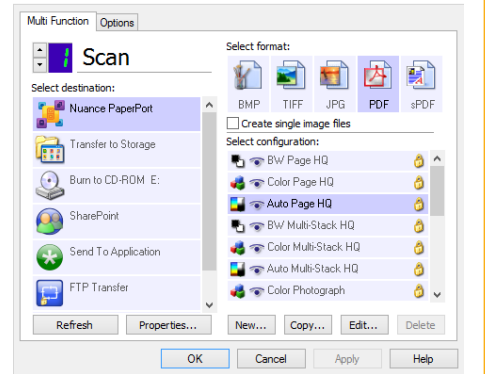 Multi Function
Options
1
Scan
Select destination:
Nuance PaperPort
Transfer to Storage
Burn to CD-ROM E:
SharePoint
Send To Application
FTP Transfer
Refresh
Properties...
Select format:
BMP
TIFF
JPG
PDF
sPDF
Create single image files
Select configuration:
BW Page HQ
Color Page HQ
Auto Page HQ
BW Multi-Stack HQ
Color Multi-Stack HQ
Auto Multi-Stack HQ
Color Photograph
New...
Copy...
Edit...
Delete
OK
Cancel
Apply
Help